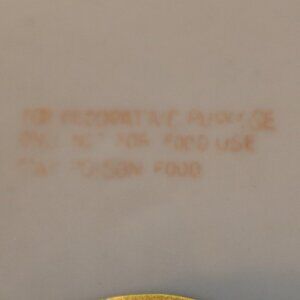 FOR DECORATIVE PURPOSE
ONLY NOT FOR FOOD USE
MAY POISON FOOD